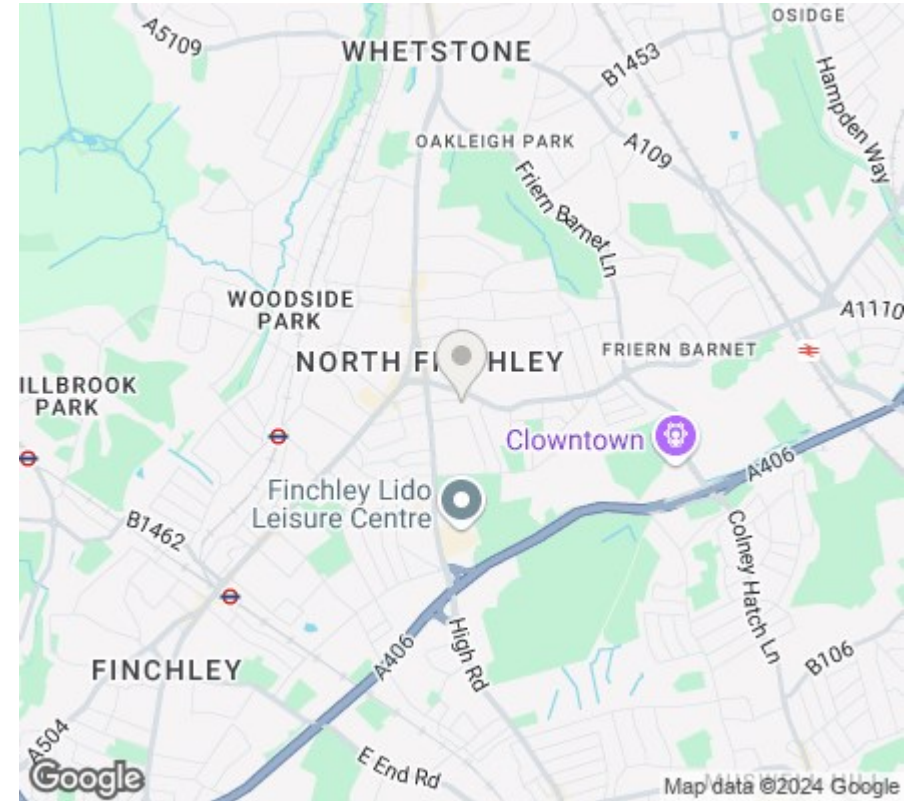 OSIDGE
A5109
WHETSTONE
B1453
Hampden Way
OAKLEIGH PARK
A109
Friern Barnet Ln
WOODSIDE
PARK
A1110
NORTH FI HLEY
FRIERN BARNET
ILLBROOK
PARK
Clowntown
A406
Finchley Lido
Leisure Centre
B1462
Colney Hatch Ln
High Rd
A406
B106
FINCHLEY
A504
E End Rd
Google
Map data ©2024 Google